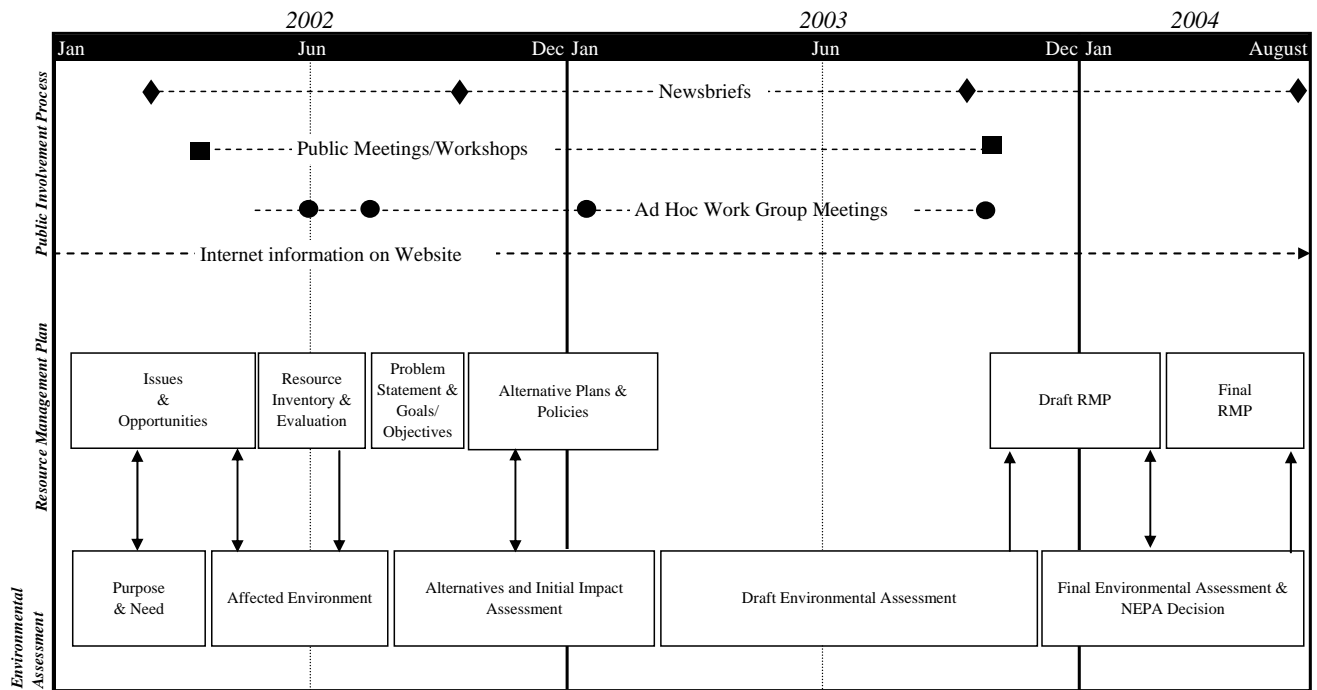 2002
2003
2004
Jan
Jun
Dec
Jan
Jun
Dec
Jan
August
Public Involvement Process
Newsbriefs
Public Meetings/Workshops
Ad Hoc Work Group Meetings
Internet information on Website
Resource Management Plan
Issues
&
Opportunities
Resource
Inventory &
Evaluation
Problem
Statement &
Goals/
Objectives
Alternative Plans &
Policies
Draft RMP
Final
RMP
Environmental
Assessment
Purpose
& Need
Affected Environment
Alternatives and Initial Impact
Assessment
Draft Environmental Assessment
Final Environmental Assessment &
NEPA Decision